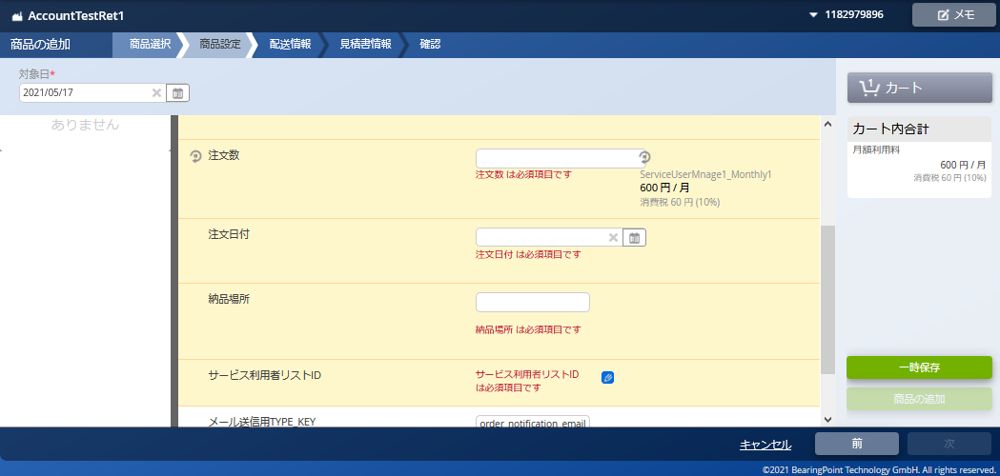 AccountTestRet1
1182979896
メモ
商品の追加
商品選択
商品設定
配送情報
見積書情報
確認
対象日*
2021/05/17
1
カート
ありません
カート内合計
月額利用料
600 円 / 月
消費税 60 円 (10%)
注文数
注文数 は必須項目です
ServiceUserMnage1_Monthly1
600 円 / 月
消費税 60 円 (10%)
注文日付
注文日付 は必須項目です
納品場所
納品場所 は必須項目です
サービス利用者リストID
サービス利用者リストID
は必須項目です
メール送信用TYPE_KEY
order_notification_email
一時保存
商品の追加
キャンセル
前
次
©2021 BearingPoint Technology GmbH. All rights reserved.